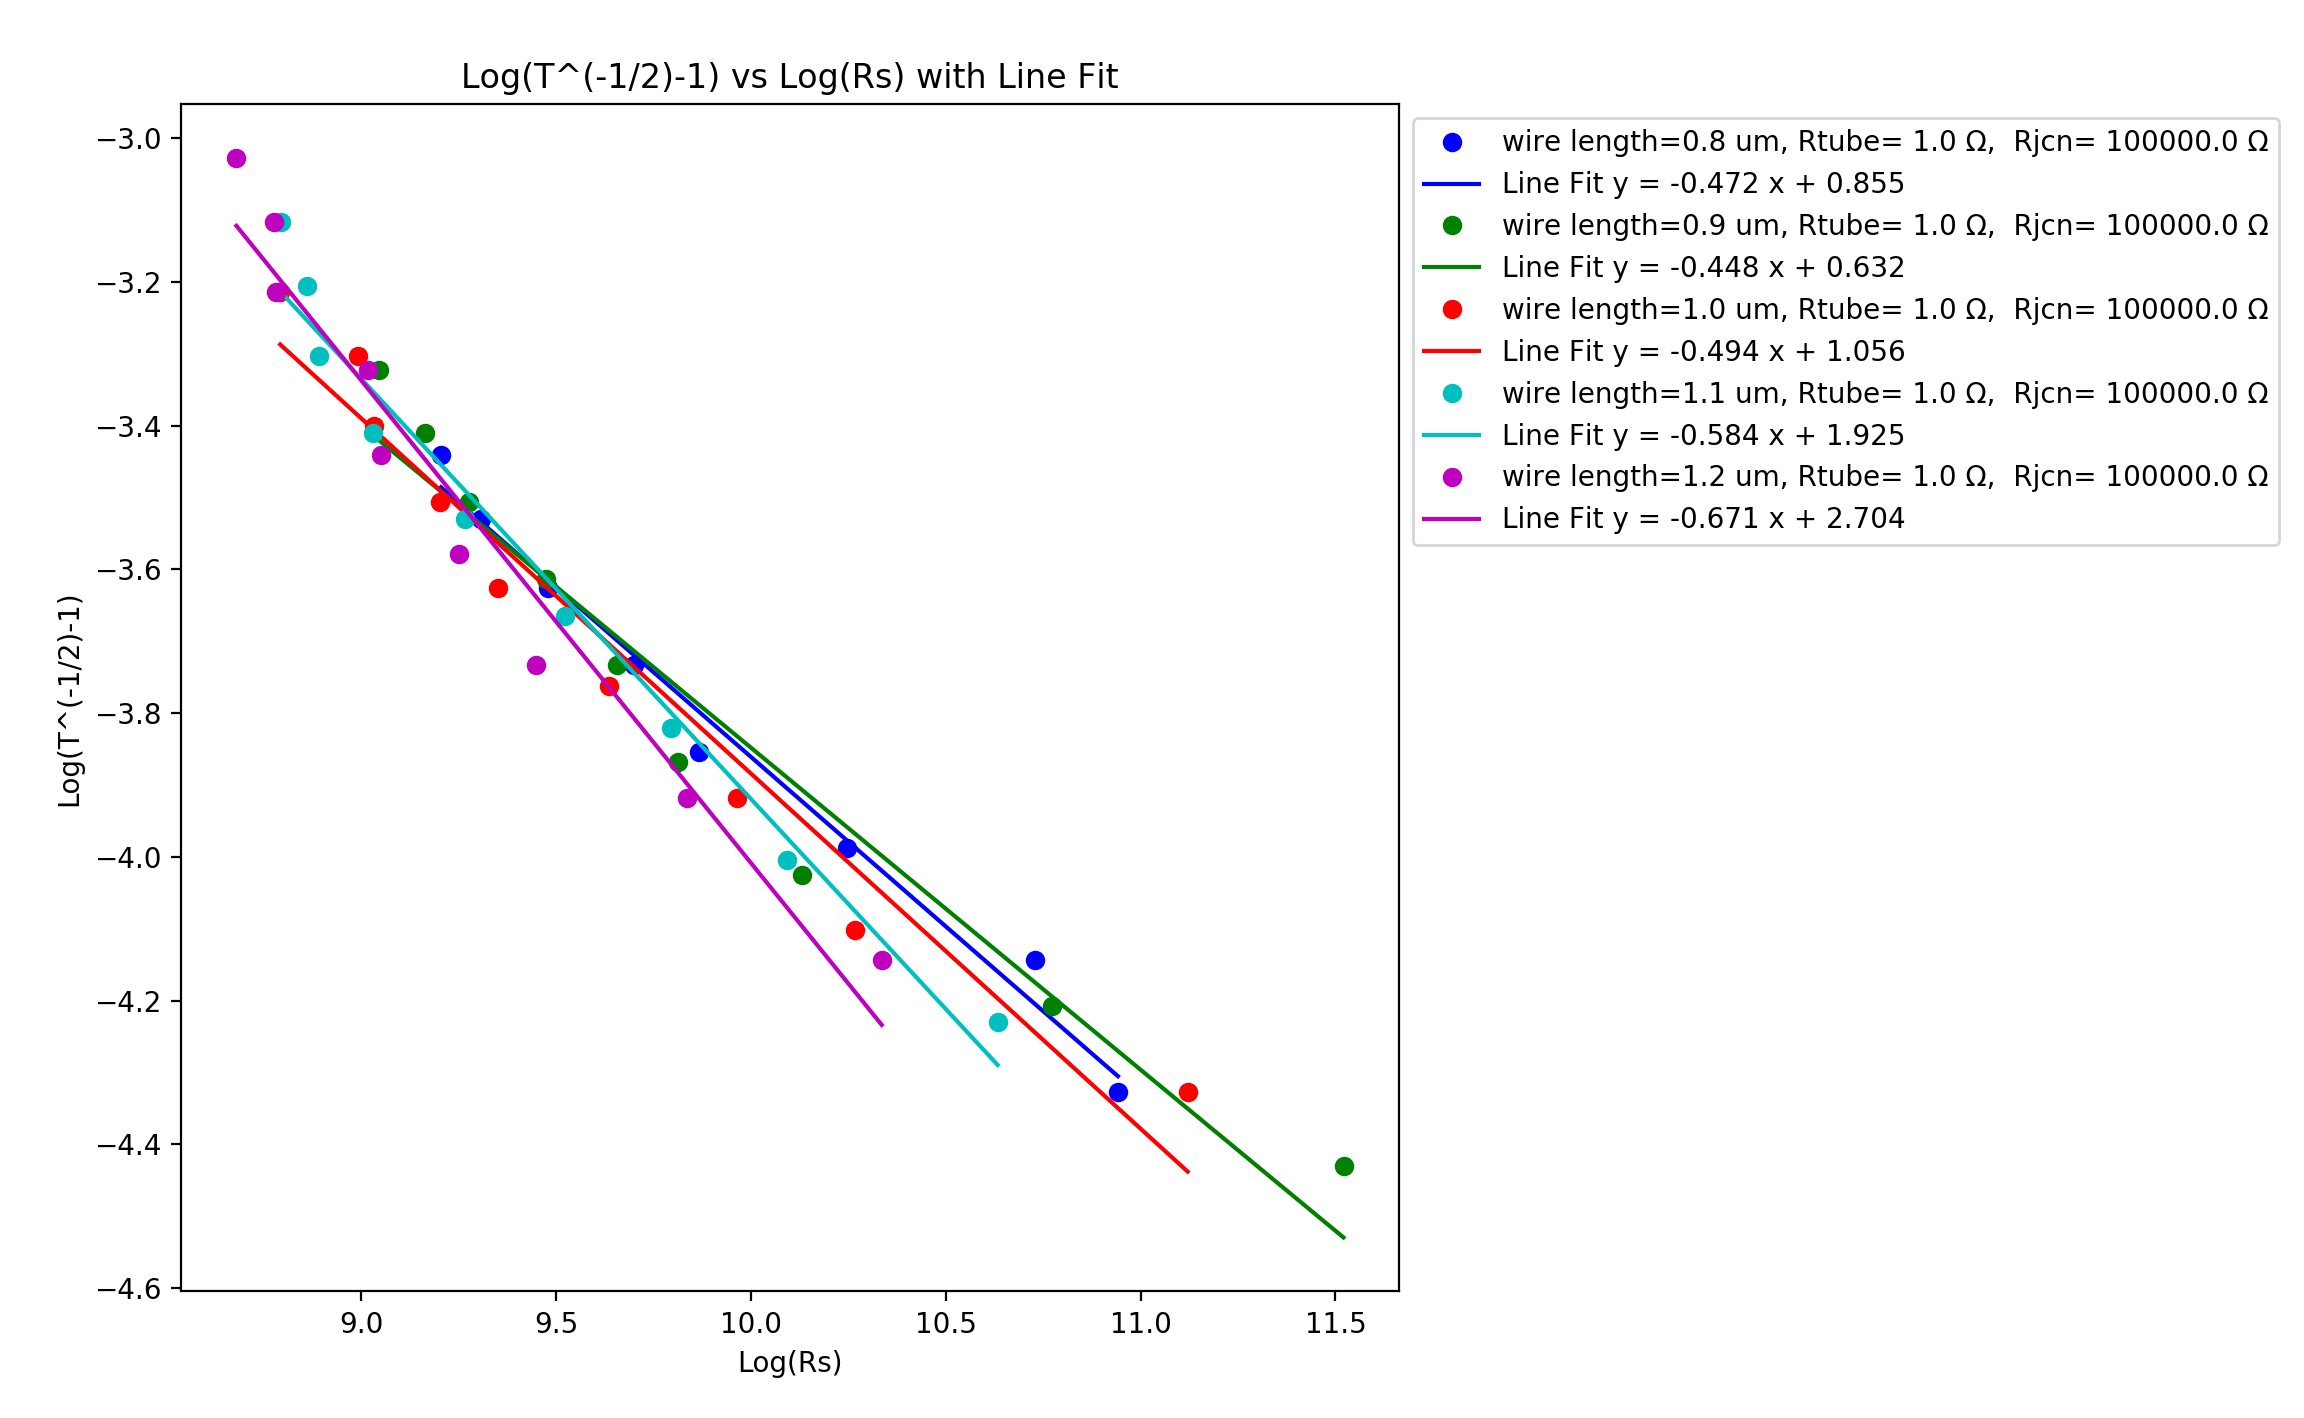 Log(T^(-1/2)-1) vs Log(Rs) with Line Fit
−3.0
−3.2
−3.4
−3.6
−3.8
−4.0
−4.2
−4.4
−4.6
Log(T^(-1/2)-1)
9.0
9.5
10.0
10.5
11.0
11.5
Log(Rs)
wire length=0.8 um, Rtube= 1.0 Ω,  Rjcn= 100000.0 Ω
Line Fit y = -0.472 x + 0.855
wire length=0.9 um, Rtube= 1.0 Ω,  Rjcn= 100000.0 Ω
Line Fit y = -0.448 x + 0.632
wire length=1.0 um, Rtube= 1.0 Ω,  Rjcn= 100000.0 Ω
Line Fit y = -0.494 x + 1.056
wire length=1.1 um, Rtube= 1.0 Ω,  Rjcn= 100000.0 Ω
Line Fit y = -0.584 x + 1.925
wire length=1.2 um, Rtube= 1.0 Ω,  Rjcn= 100000.0 Ω
Line Fit y = -0.671 x + 2.704